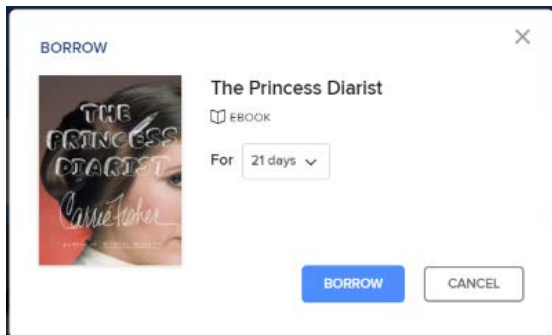 BORROW
The Princess Diarist
EBOOK
For 21 days
THE
PRINCESS
DIARIST
Carrie Fisher
BORROW CANCEL